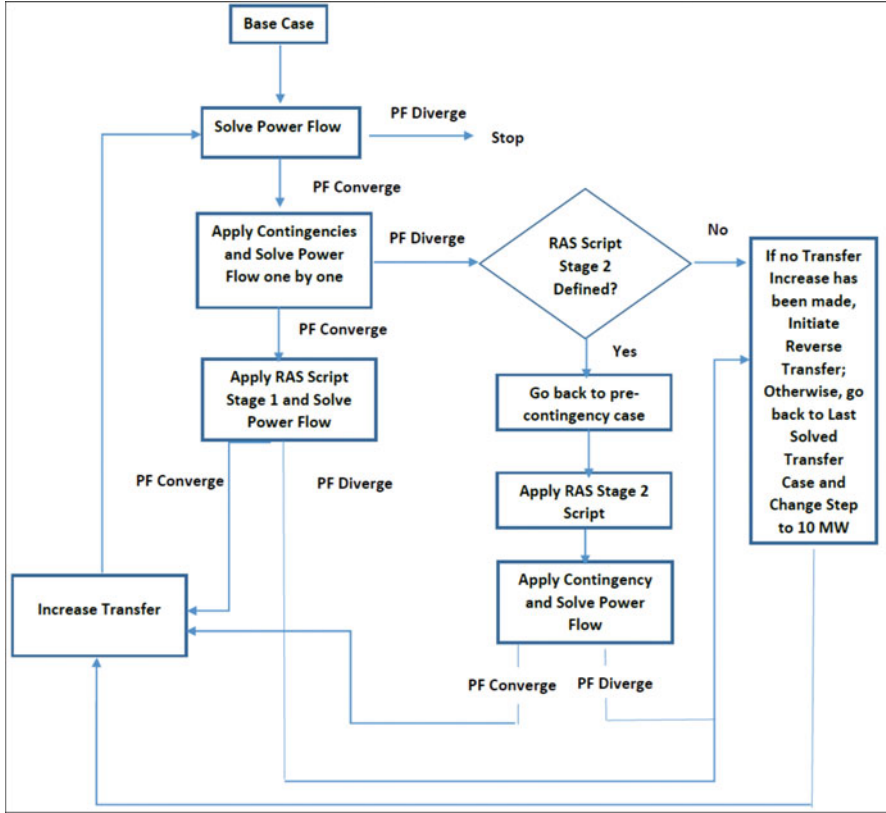 Base Case
Solve Power Flow
PF Diverge
Stop
PF Converge
Apply Contingencies
and Solve Power
Flow one by one
PF Diverge
RAS Script
Stage 2
Defined?
No
If no Transfer
Increase has
been made,
Initiate
Reverse
Transfer;
Otherwise, go
back to Last
Solved
Transfer
Case and
Change Step
to 10 MW
PF Converge
Yes
Apply RAS Script
Stage 1 and Solve
Power Flow
Go back to pre-
contingency case
PF Converge
PF Diverge
Apply RAS Stage 2
Script
Apply Contingency
and Solve Power
Flow
Increase Transfer
PF Converge
PF Diverge